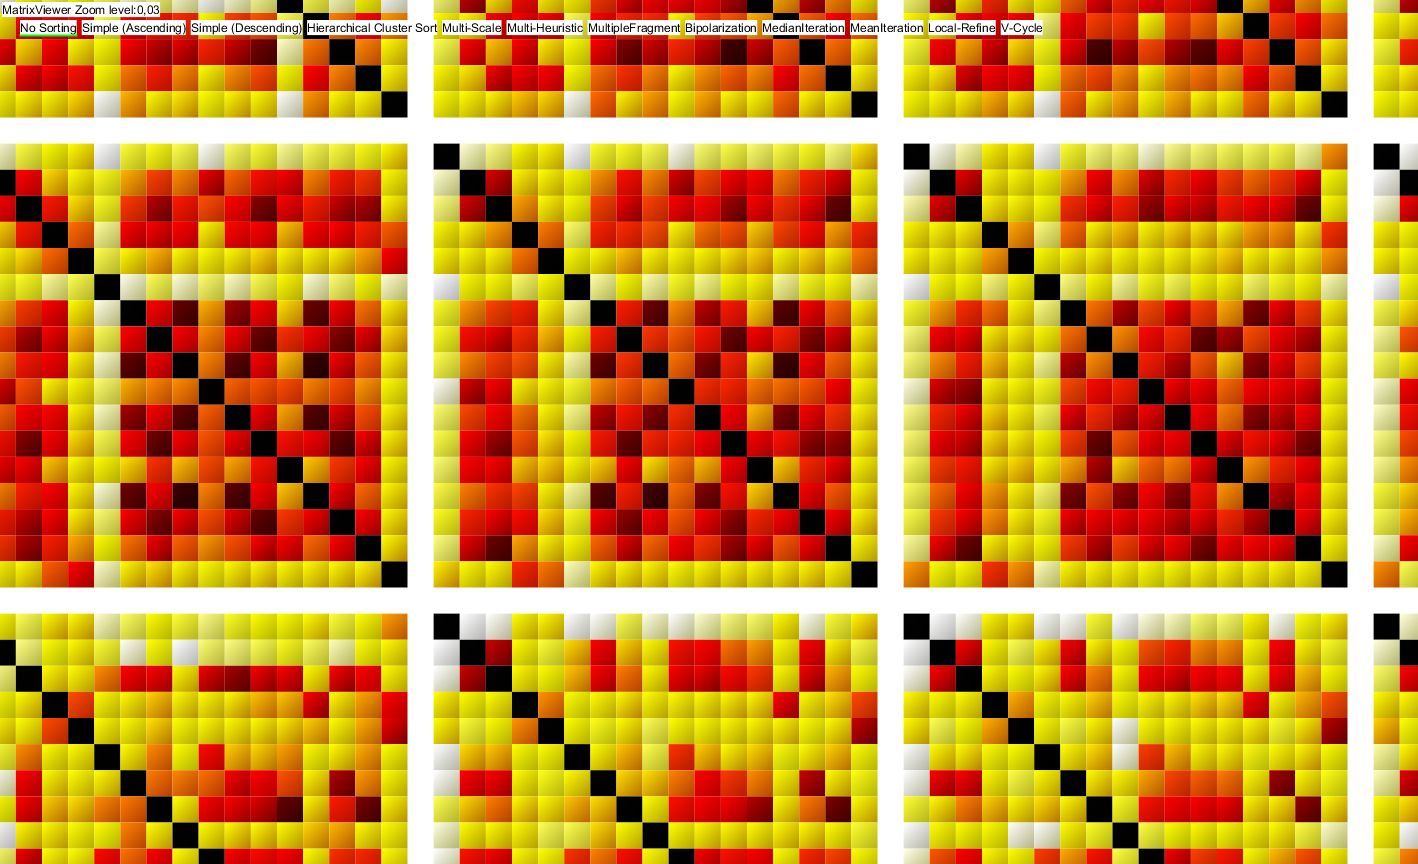 MatrixViewer Zoom level:0,03
No Sorting Simple (Ascending) Simple (Descending) Hierarchical Cluster Sort Multi-Scale Multi-Heuristic MultipleFragment Bipolarization MedianIteration MeanIteration Local-Refine V-Cycle